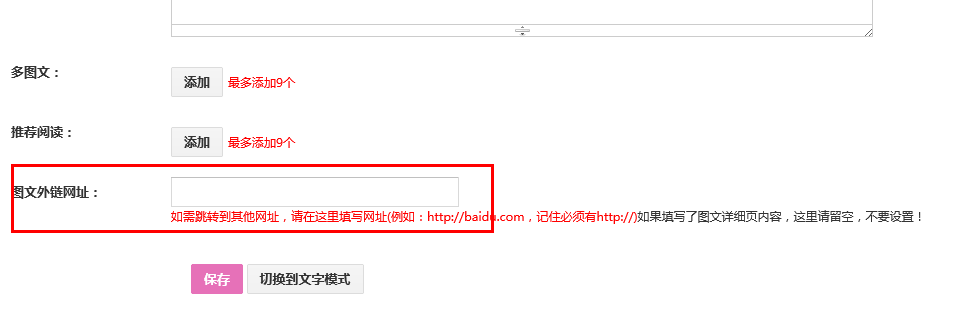 多图文：
添加 最多添加9个
推荐阅读：
添加 最多添加9个
图文外链网址：
如需跳转到其他网址，请在这里填写网址(例如：http://baidu.com，记住必须有http://)如果填写了图文详细页内容，这里请留空，不要设置！
保存 切换到文字模式